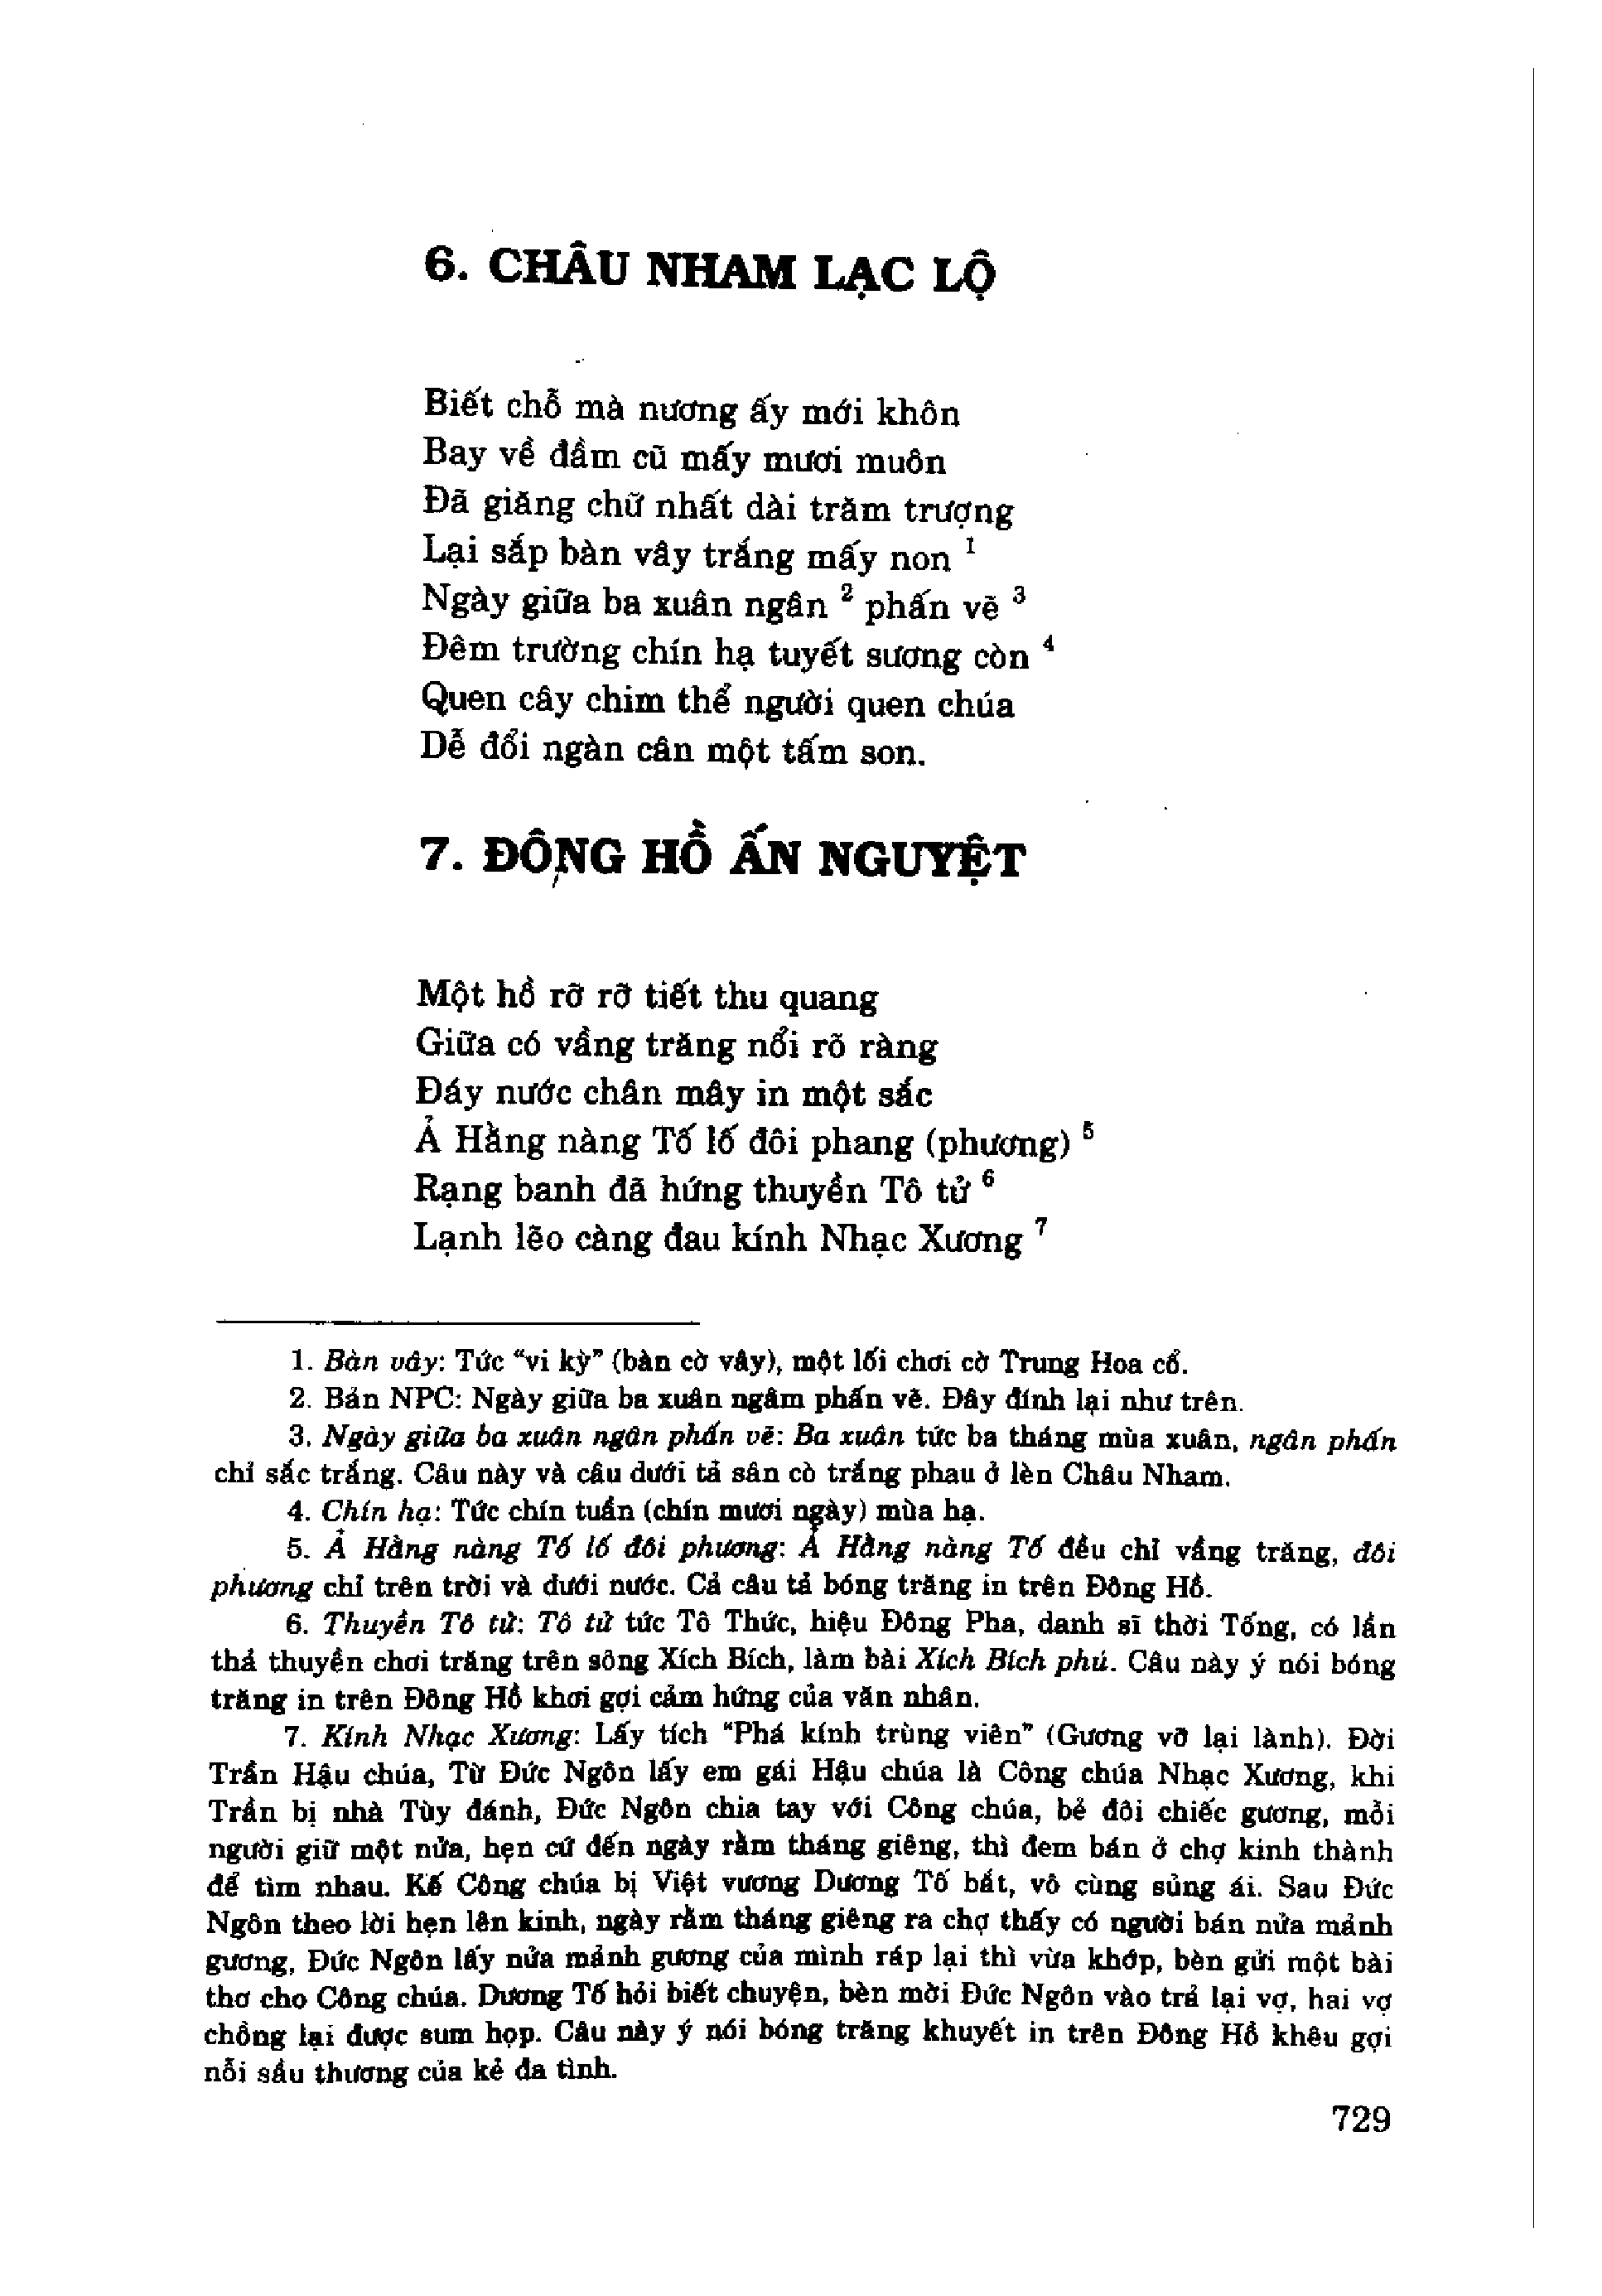 6. CHÂU NHAM LẠC LỘ
Biết chỗ mà nương ấy mới khôn
Bay về đầm cũ mấy mươi muôn
Đã giăng chữ nhất dài trăm trượng
Lại sắp bàn vây trắng mấy non 1
Ngày giữa ba xuân ngân 2 phấn vẽ 3
Đêm trường chín hạ tuyết sương còn 4
Quen cây chim thể người quen chúa
Dễ đổi ngàn cân một tấm son.
7. ĐÔNG HỒ ẤN NGUYỆT
Một hồ rỡ rỡ tiết thu quang
Giữa có vầng trăng nổi rõ ràng
Đáy nước chân mây in một sắc
Ả Hằng nàng Tố lố đôi phang (phương) 5
Rạng banh đã hứng thuyền Tô tử 6
Lạnh lẽo càng đau kính Nhạc Xương 7
1. Bàn vây: Tức “vi kỳ” (bàn cờ vây), một lối chơi cờ Trung Hoa cổ.
2. Bản NPC: Ngày giữa ba xuân ngâm phấn vẽ. Đây đính lại như trên.
3. Ngày giữa ba xuân ngân phấn vẽ: Ba xuân tức ba tháng mùa xuân, ngân phấn
chỉ sắc trắng. Câu này và câu dưới tả sân cò trắng phau ở lèn Châu Nham.
4. Chín hạ: Tức chín tuần (chín mươi ngày) mùa hạ.
5. Ả Hằng nàng Tố lố đôi phương: Ả Hằng nàng Tố đều chỉ vầng trăng, đôi
phương chỉ trên trời và dưới nước. Cả câu tả bóng trăng in trên Đông Hồ.
6. Thuyền Tô tử: Tô tử tức Tô Thức, hiệu Đông Pha, danh sĩ thời Tống, có lần
thả thuyền chơi trăng trên sông Xích Bích, làm bài Xích Bích phú. Câu này ý nói bóng
trăng in trên Đông Hồ khơi gợi cảm hứng của văn nhân.
7. Kính Nhạc Xương: Lấy tích “Phá kính trùng viên” (Gương vỡ lại lành). Đời
Trần Hậu chúa, Từ Đức Ngôn lấy em gái Hậu chúa là Công chúa Nhạc Xương, khi
Trần bị nhà Tùy đánh, Đức Ngôn chia tay với Công chúa, bẻ đôi chiếc gương, mỗi
người giữ một nửa, hẹn cứ đến ngày rằm tháng giêng, thì đem bán ở chợ kinh thành
để tìm nhau. Kế Công chúa bị Việt vương Dương Tố bắt, vô cùng sủng ái. Sau Đức
Ngôn theo lời hẹn lên kinh, ngày rằm tháng giêng ra chợ thấy có người bán nửa mảnh
gương, Đức Ngôn lấy nửa mảnh gương của mình ráp lại thì vừa khớp, bèn gửi một bài
thơ cho Công chúa. Dương Tố hỏi biết chuyện, bèn mời Đức Ngôn vào trả lại vợ, hai vợ
chồng lại được sum họp. Câu này ý nói bóng trăng khuyết in trên Đông Hồ khêu gợi
nỗi sầu thương của kẻ đa tình.
729